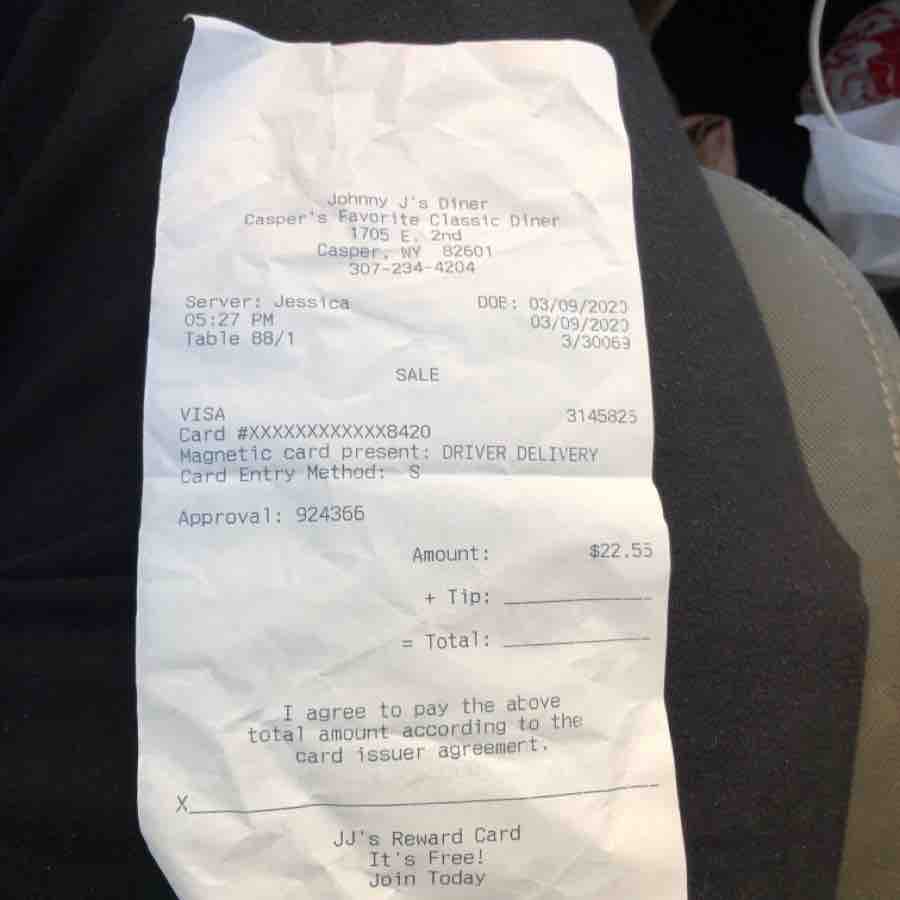 Johnny J's Diner
Casper's Favorite Classic Diner
1705 E. 2nd
Casper, WY 82601
307-234-4204
Server: Jessica DOB: 03/09/2020
05:27 PM 03/09/2020
Table 88/1 3/30069
SALE
VISA 3145825
Card #XXXXXXXXXXXX8420
Magnetic card present: DRIVER DELIVERY
Card Entry Method: S
Approval: 924366
Amount: $22.55
+ Tip:
= Total:
I agree to pay the above
total amount according to the
card issuer agreement.
X
JJ's Reward Card
It's Free!
Join Today